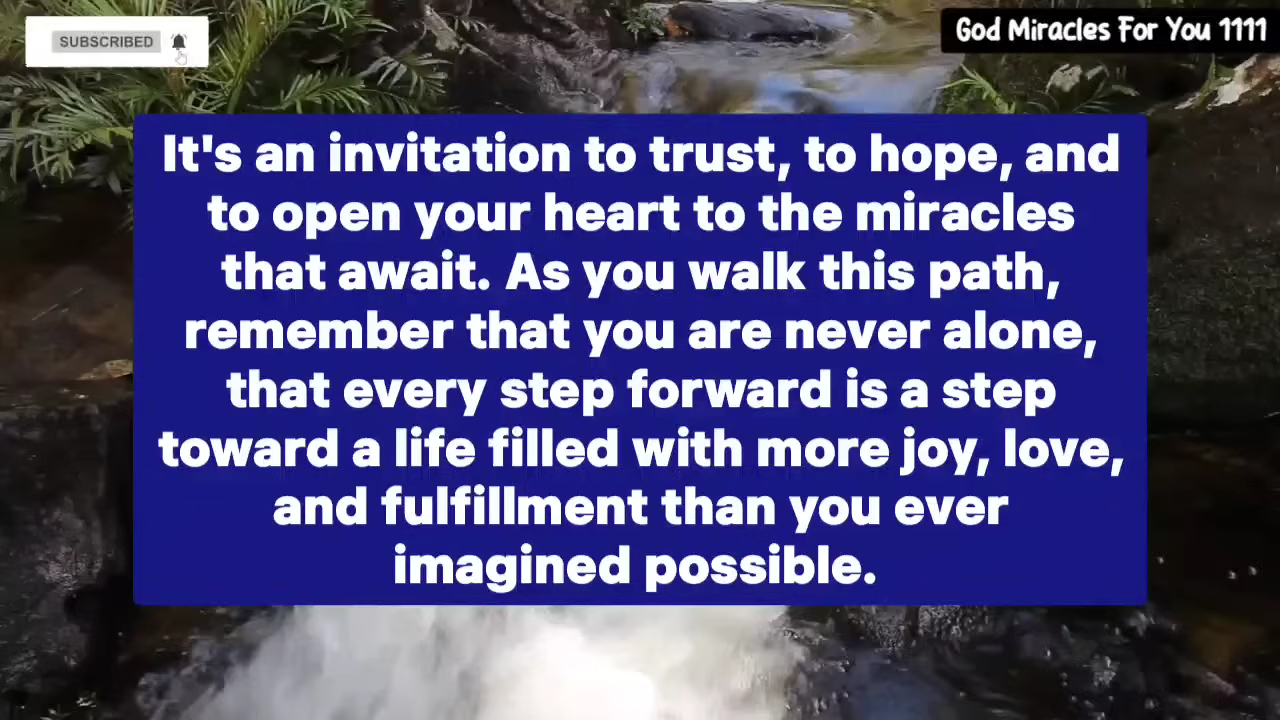 SUBSCRIBED
God Miracles For You 1111
It's an invitation to trust, to hope, and
to open your heart to the miracles
that await. As you walk this path,
remember that you are never alone,
that every step forward is a step
toward a life filled with more joy, love,
and fulfillment than you ever
imagined possible.